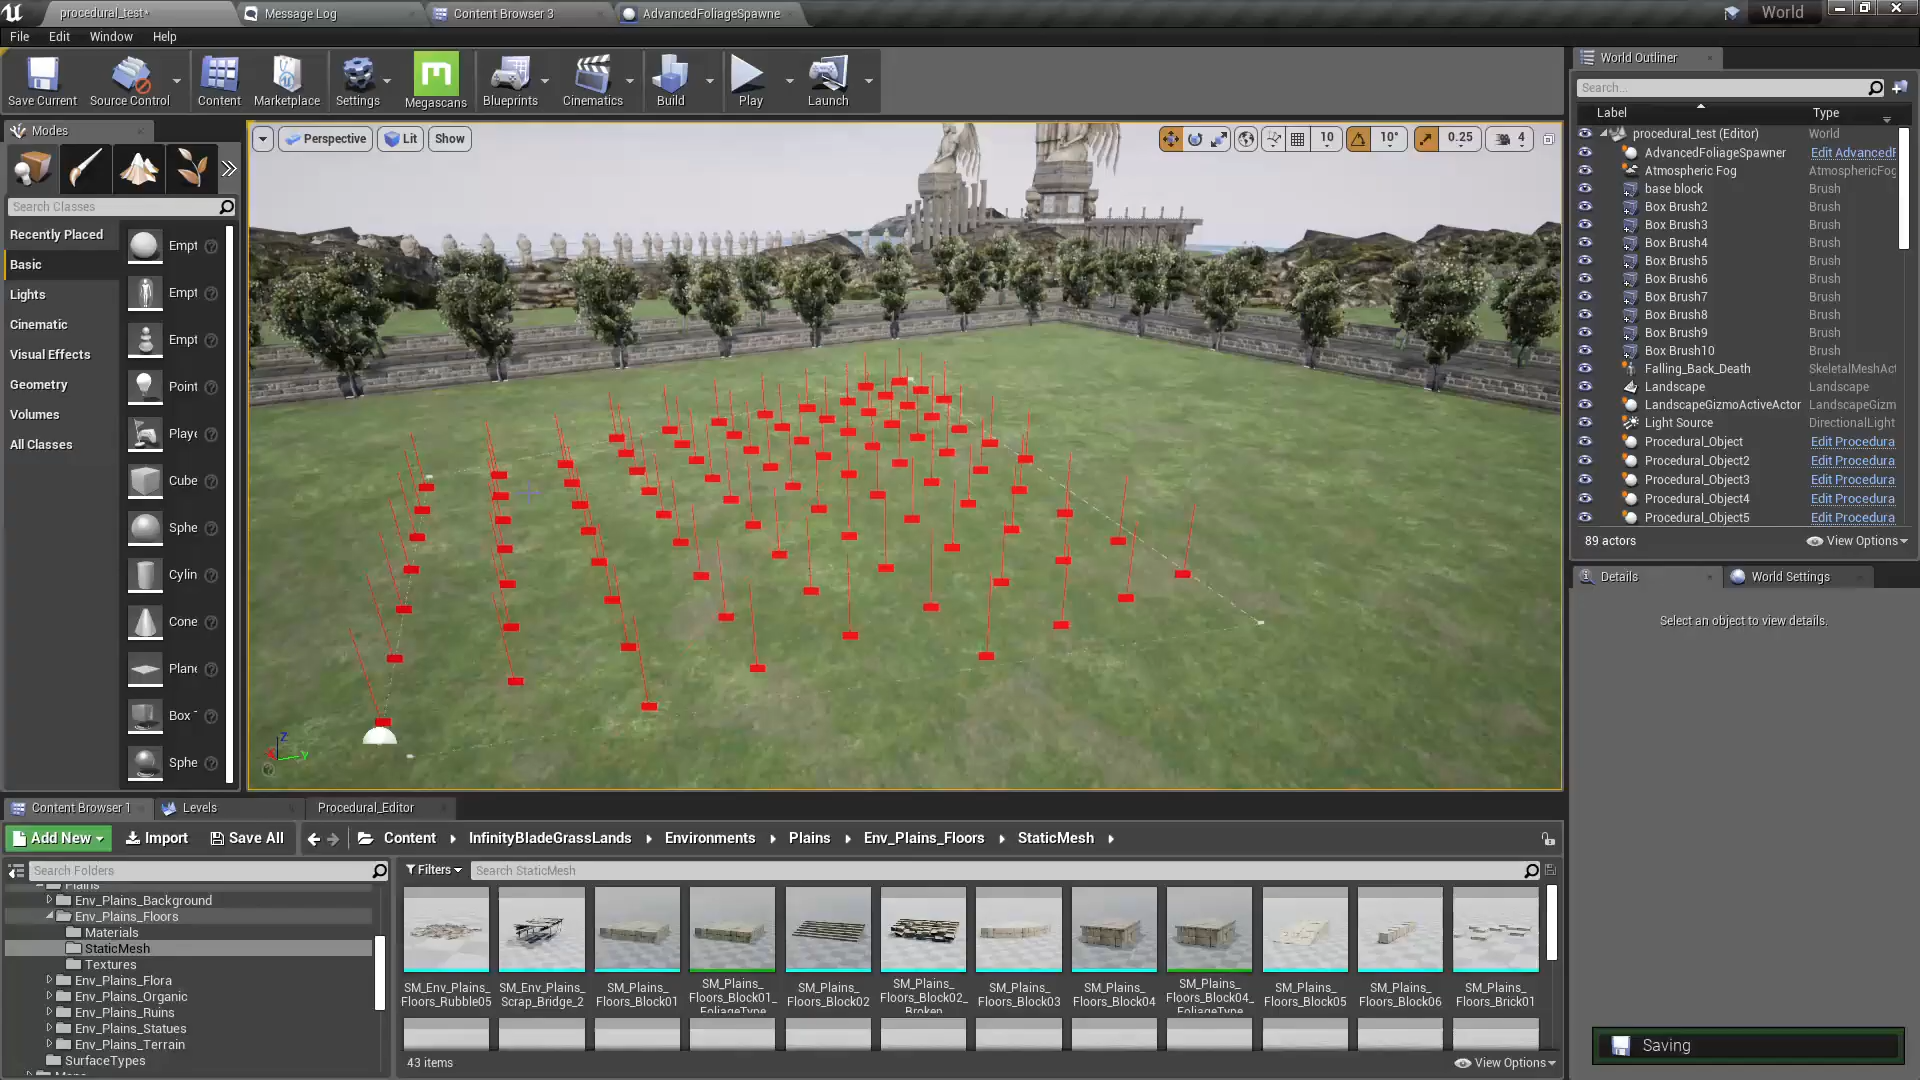 procedural_test*
Message Log
Content Browser 3
AdvancedFoliageSpawne
World
File
Edit
Window
Help
Save Current
Source Control
Content
Marketplace
Settings
Megascans
Blueprints
Cinematics
Build
Play
Launch
World Outliner
Search...
Label
Type
Modes
Perspective
Lit
Show
10
10°
0.25
4
Search Classes
Recently Placed
Basic
Lights
Cinematic
Visual Effects
Geometry
Volumes
All Classes
Empt
Empt
Empt
Point
Playe
Cube
Sphe
Cylin
Cone
Plane
Box
Sphe
procedural_test (Editor) World
AdvancedFoliageSpawner Edit AdvancedF
Atmospheric Fog AtmosphericFog
base block Brush
Box Brush2 Brush
Box Brush3 Brush
Box Brush4 Brush
Box Brush5 Brush
Box Brush6 Brush
Box Brush7 Brush
Box Brush8 Brush
Box Brush9 Brush
Box Brush10 Brush
Falling_Back_Death SkeletalMeshAct
Landscape Landscape
LandscapeGizmoActiveActor LandscapeGizm
Light Source DirectionalLight
Procedural_Object Edit Procedura
Procedural_Object2 Edit Procedura
Procedural_Object3 Edit Procedura
Procedural_Object4 Edit Procedura
Procedural_Object5 Edit Procedura
89 actors
View Options
Details
World Settings
Select an object to view details.
Z
Y
Content Browser 1
Levels
Procedural_Editor
Add New
Import
Save All
Content
InfinityBladeGrassLands
Environments
Plains
Env_Plains_Floors
StaticMesh
Search Folders
Filters
Search StaticMesh
Plains
Env_Plains_Background
Env_Plains_Floors
Materials
StaticMesh
Textures
Env_Plains_Flora
Env_Plains_Organic
Env_Plains_Ruins
Env_Plains_Statues
Env_Plains_Terrain
SurfaceTypes
SM_Env_Plains_
Floors_Rubble05
SM_Env_Plains_
Scrap_Bridge_2
SM_Plains_
Floors_Block01
SM_Plains_
Floors_Block01_
FoliageType
SM_Plains_
Floors_Block02
SM_Plains_
Floors_Block02_
Broken
SM_Plains_
Floors_Block03
SM_Plains_
Floors_Block04
SM_Plains_
Floors_Block04_
FoliageType
SM_Plains_
Floors_Block05
SM_Plains_
Floors_Block06
SM_Plains_
Floors_Brick01
43 items
View Options
Saving